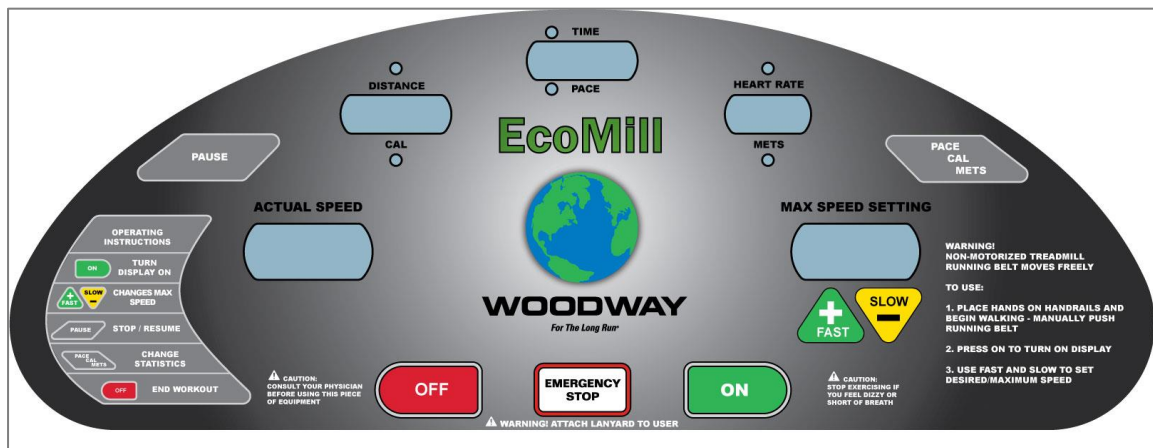 TIME
PACE
DISTANCE
CAL
HEART RATE
METS
EcoMill
PAUSE
PACE
CAL
METS
ACTUAL SPEED
MAX SPEED SETTING
OPERATING
INSTRUCTIONS
ON
TURN
DISPLAY ON
+
FAST
SLOW
−
CHANGES MAX
SPEED
PAUSE
STOP / RESUME
PACE
CAL
METS
CHANGE
STATISTICS
OFF
END WORKOUT
WOODWAY
For The Long Run®
+
FAST
SLOW
−
WARNING!
NON-MOTORIZED TREADMILL
RUNNING BELT MOVES FREELY
TO USE:
1. PLACE HANDS ON HANDRAILS AND
BEGIN WALKING - MANUALLY PUSH
RUNNING BELT
2. PRESS ON TO TURN ON DISPLAY
3. USE FAST AND SLOW TO SET
DESIRED/MAXIMUM SPEED
CAUTION:
CONSULT YOUR PHYSICIAN
BEFORE USING THIS PIECE
OF EQUIPMENT
OFF
EMERGENCY
STOP
ON
CAUTION:
STOP EXERCISING IF
YOU FEEL DIZZY OR
SHORT OF BREATH
WARNING! ATTACH LANYARD TO USER